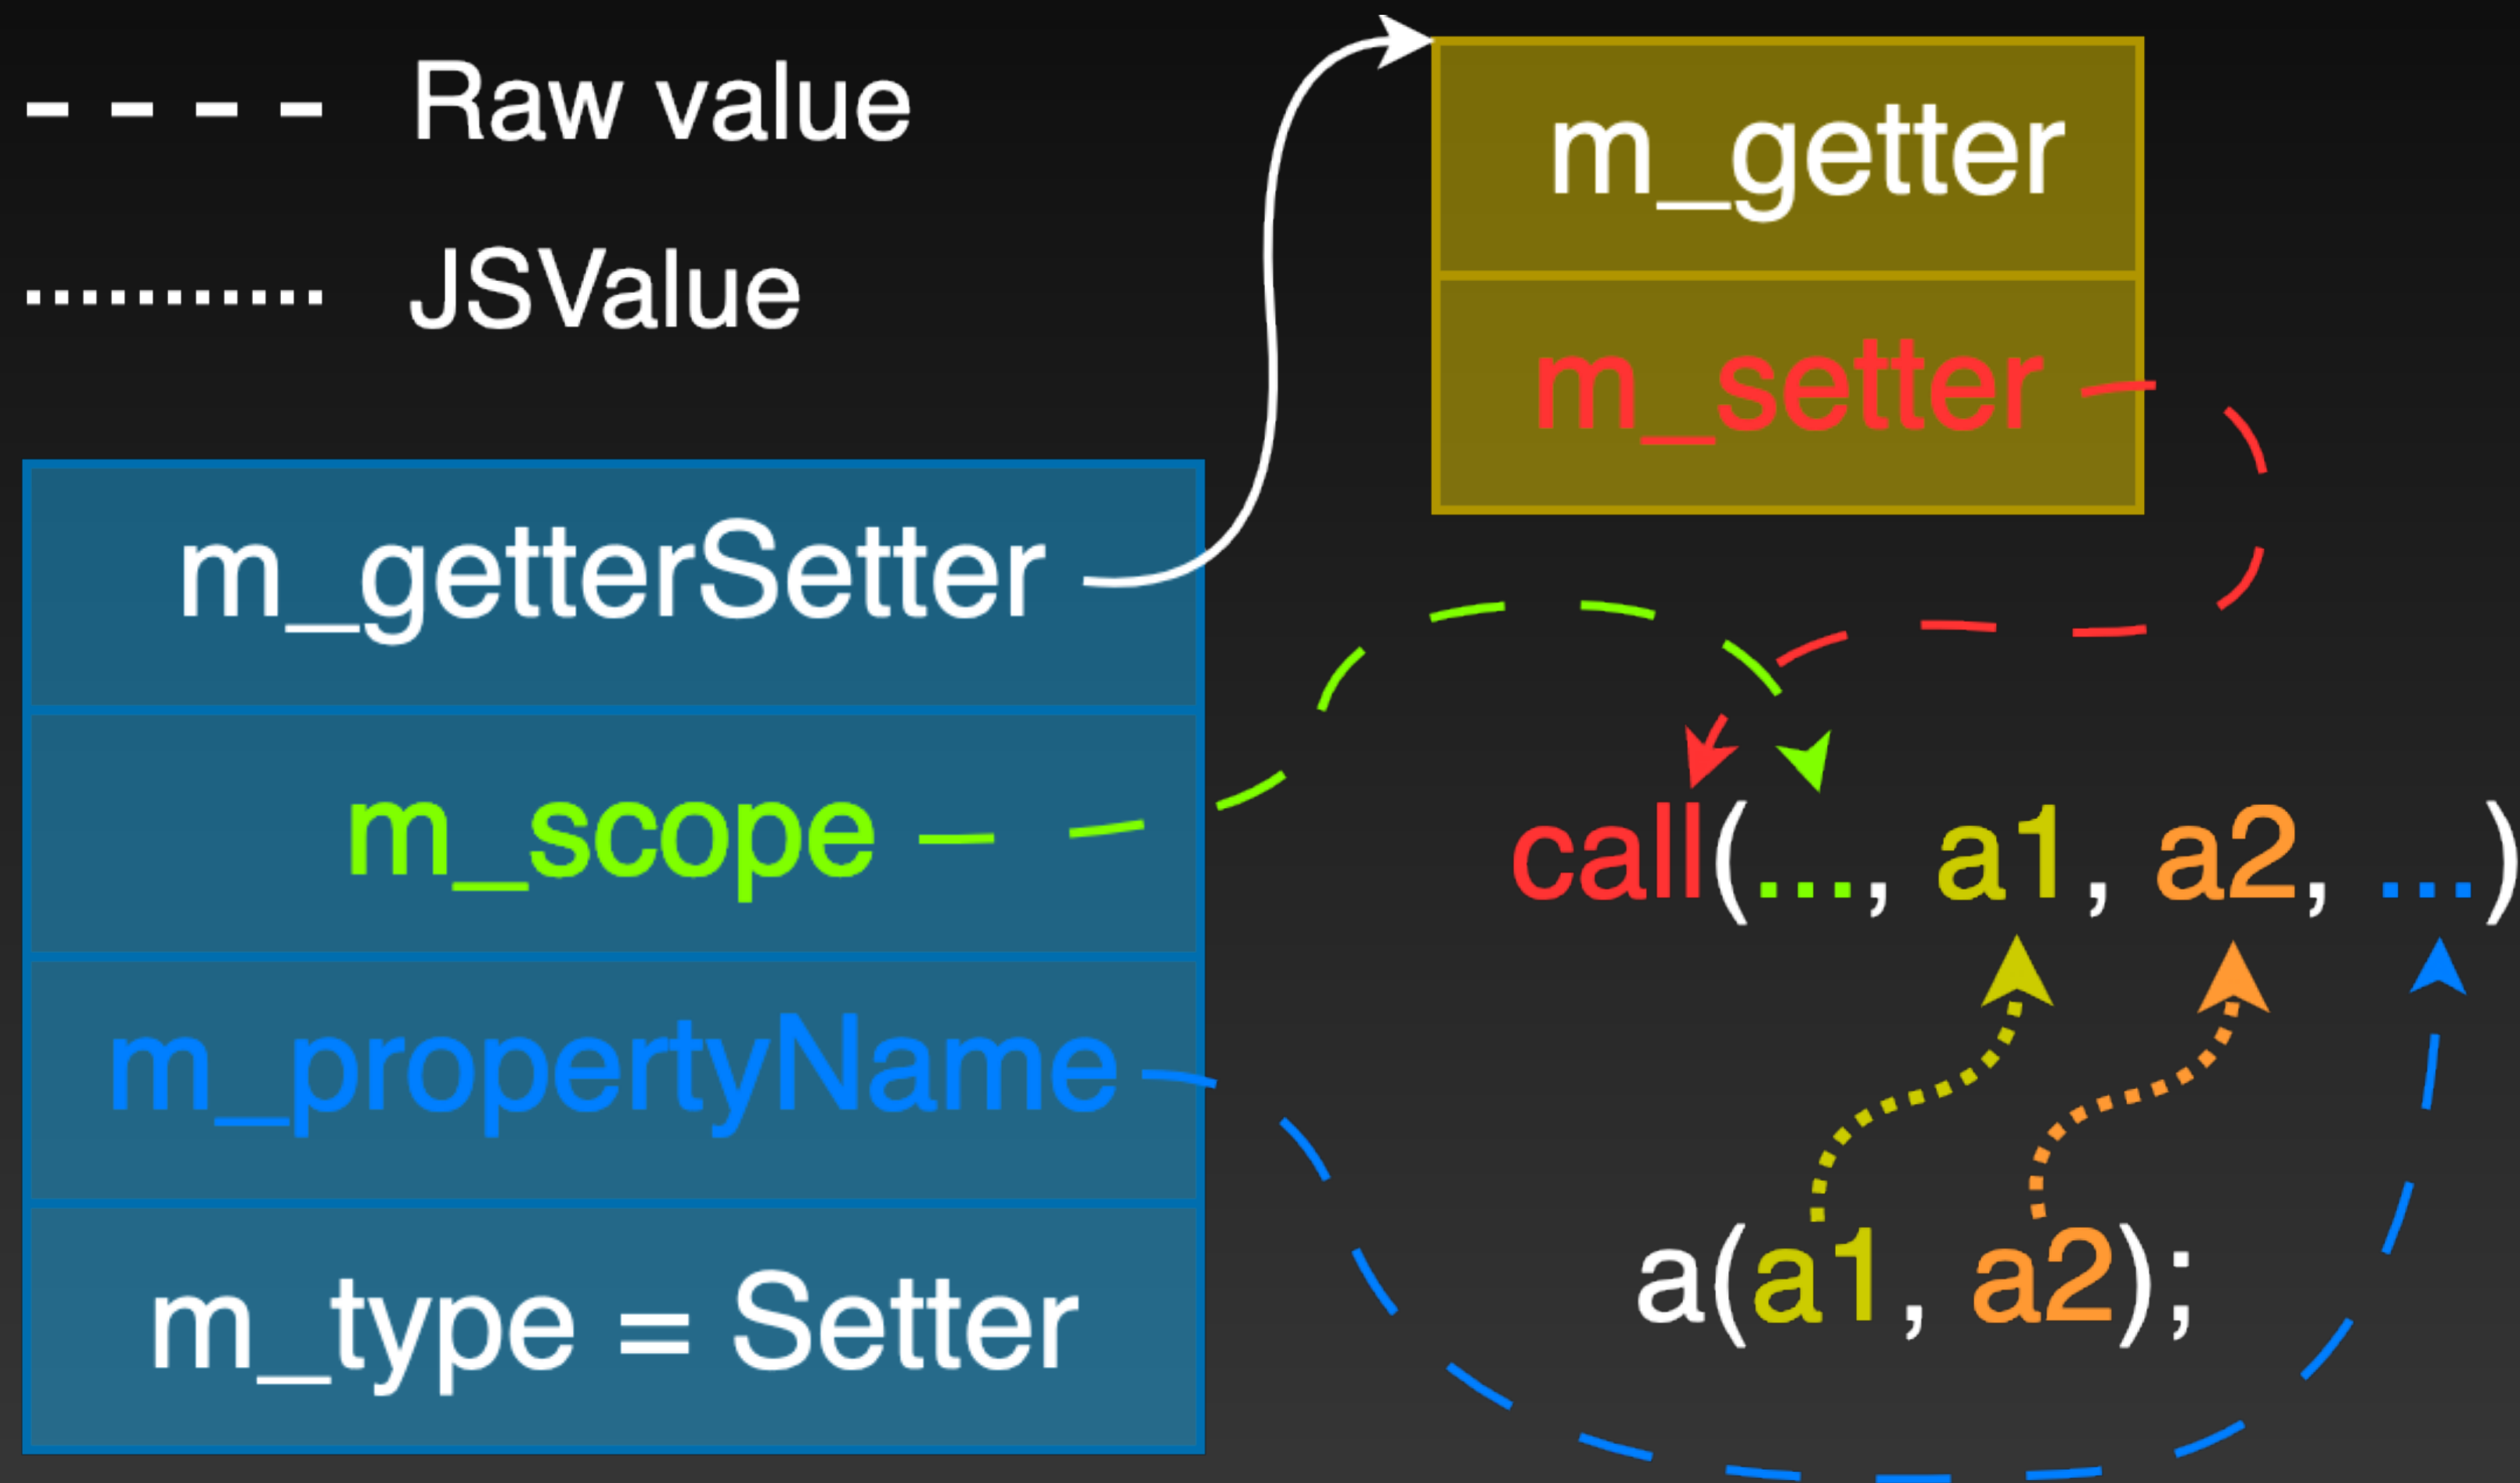 Raw value
JSValue
m_getter
m_setter
m_getterSetter
m_scope
m_propertyName
m_type = Setter
call(..., a1, a2, ...)
a(a1, a2);